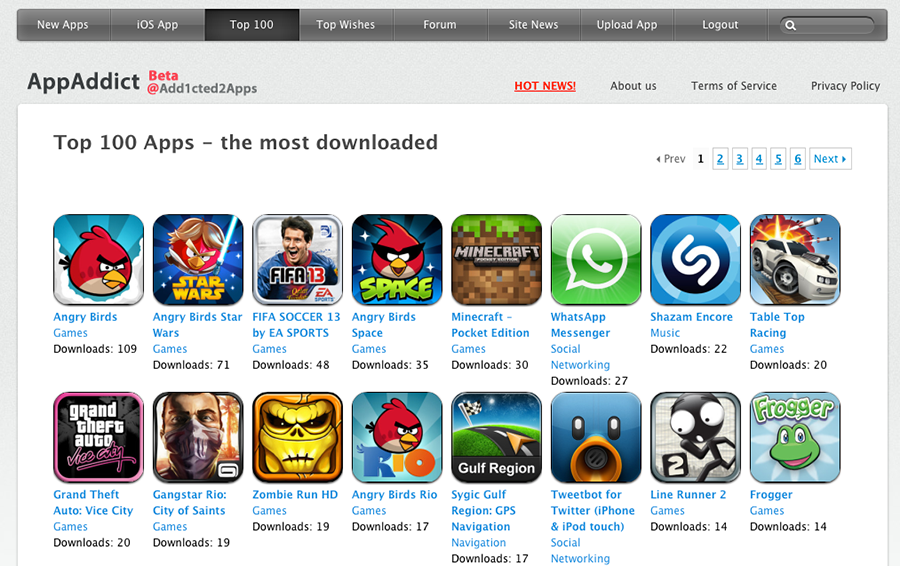 New Apps iOS App Top 100 Top Wishes Forum Site News Upload App Logout
AppAddict Beta
@Add1cted2Apps
HOT NEWS! About us Terms of Service Privacy Policy
Top 100 Apps – the most downloaded
Prev 1 2 3 4 5 6 Next
STAR WARS
FIFA 13
EA SPORTS
SPACE
MINECRAFT
POCKET EDITION
Angry Birds
Games
Downloads: 109
Angry Birds Star
Wars
Games
Downloads: 71
FIFA SOCCER 13
by EA SPORTS
Games
Downloads: 48
Angry Birds
Space
Games
Downloads: 35
Minecraft –
Pocket Edition
Games
Downloads: 30
WhatsApp
Messenger
Social
Networking
Downloads: 27
Shazam Encore
Music
Downloads: 22
Table Top
Racing
Games
Downloads: 20
grand
theft
auto
Vice City
RIO
Gulf Region
2
Frogger
Grand Theft
Auto: Vice City
Games
Downloads: 20
Gangstar Rio:
City of Saints
Games
Downloads: 19
Zombie Run HD
Games
Downloads: 19
Angry Birds Rio
Games
Downloads: 17
Sygic Gulf
Region: GPS
Navigation
Navigation
Downloads: 17
Tweetbot for
Twitter (iPhone
& iPod touch)
Social
Networking
Line Runner 2
Games
Downloads: 14
Frogger
Games
Downloads: 14